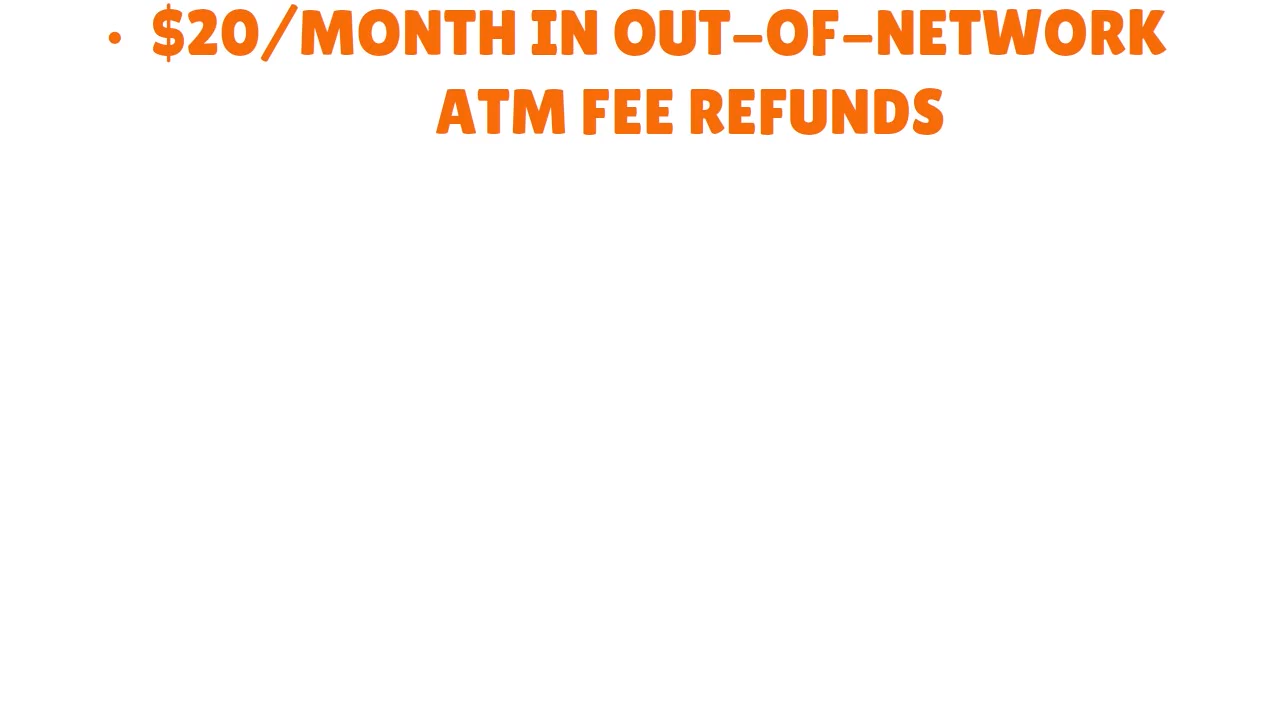 • $20/MONTH IN OUT-OF-NETWORK
ATM FEE REFUNDS